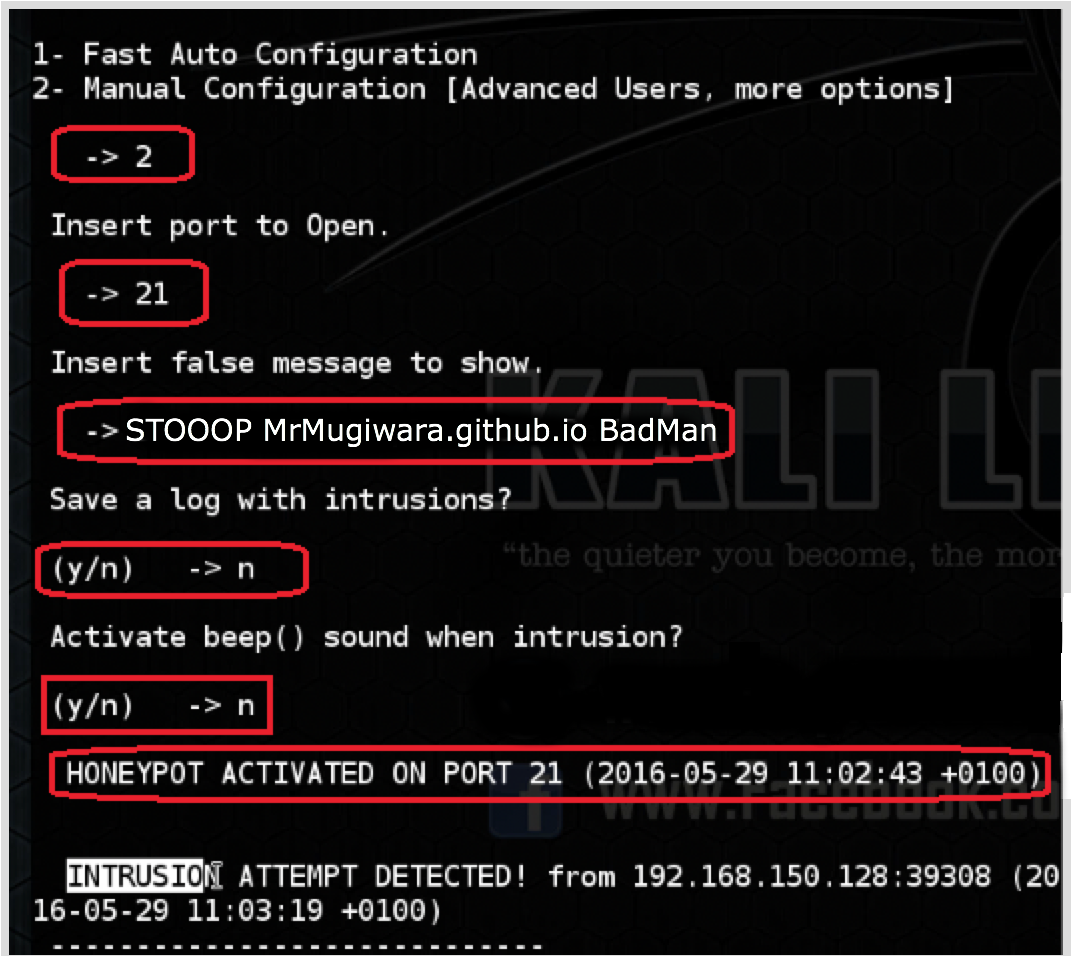 1- Fast Auto Configuration
2- Manual Configuration [Advanced Users, more options]
-> 2
Insert port to Open.
-> 21
Insert false message to show.
-> STOOOP MrMugiwara.github.io BadMan
KALI LI
Save a log with intrusions?
“the quieter you become, the mor
(y/n)   -> n
Activate beep() sound when intrusion?
(y/n)   -> n
HONEYPOT ACTIVATED ON PORT 21 (2016-05-29 11:02:43 +0100)
f www.Facebook.co
INTRUSION ATTEMPT DETECTED! from 192.168.150.128:39308 (20
16-05-29 11:03:19 +0100)
-----------------------------